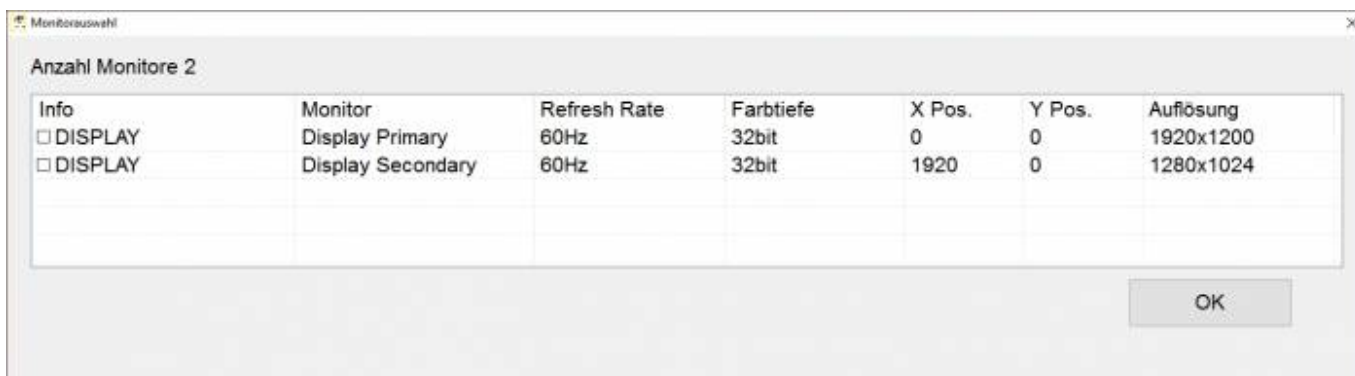 Monitorauswahl
Anzahl Monitore 2
Info Monitor Refresh Rate Farbtiefe X Pos. Y Pos. Auflösung
DISPLAY Display Primary 60Hz 32bit 0 0 1920x1200
DISPLAY Display Secondary 60Hz 32bit 1920 0 1280x1024
OK